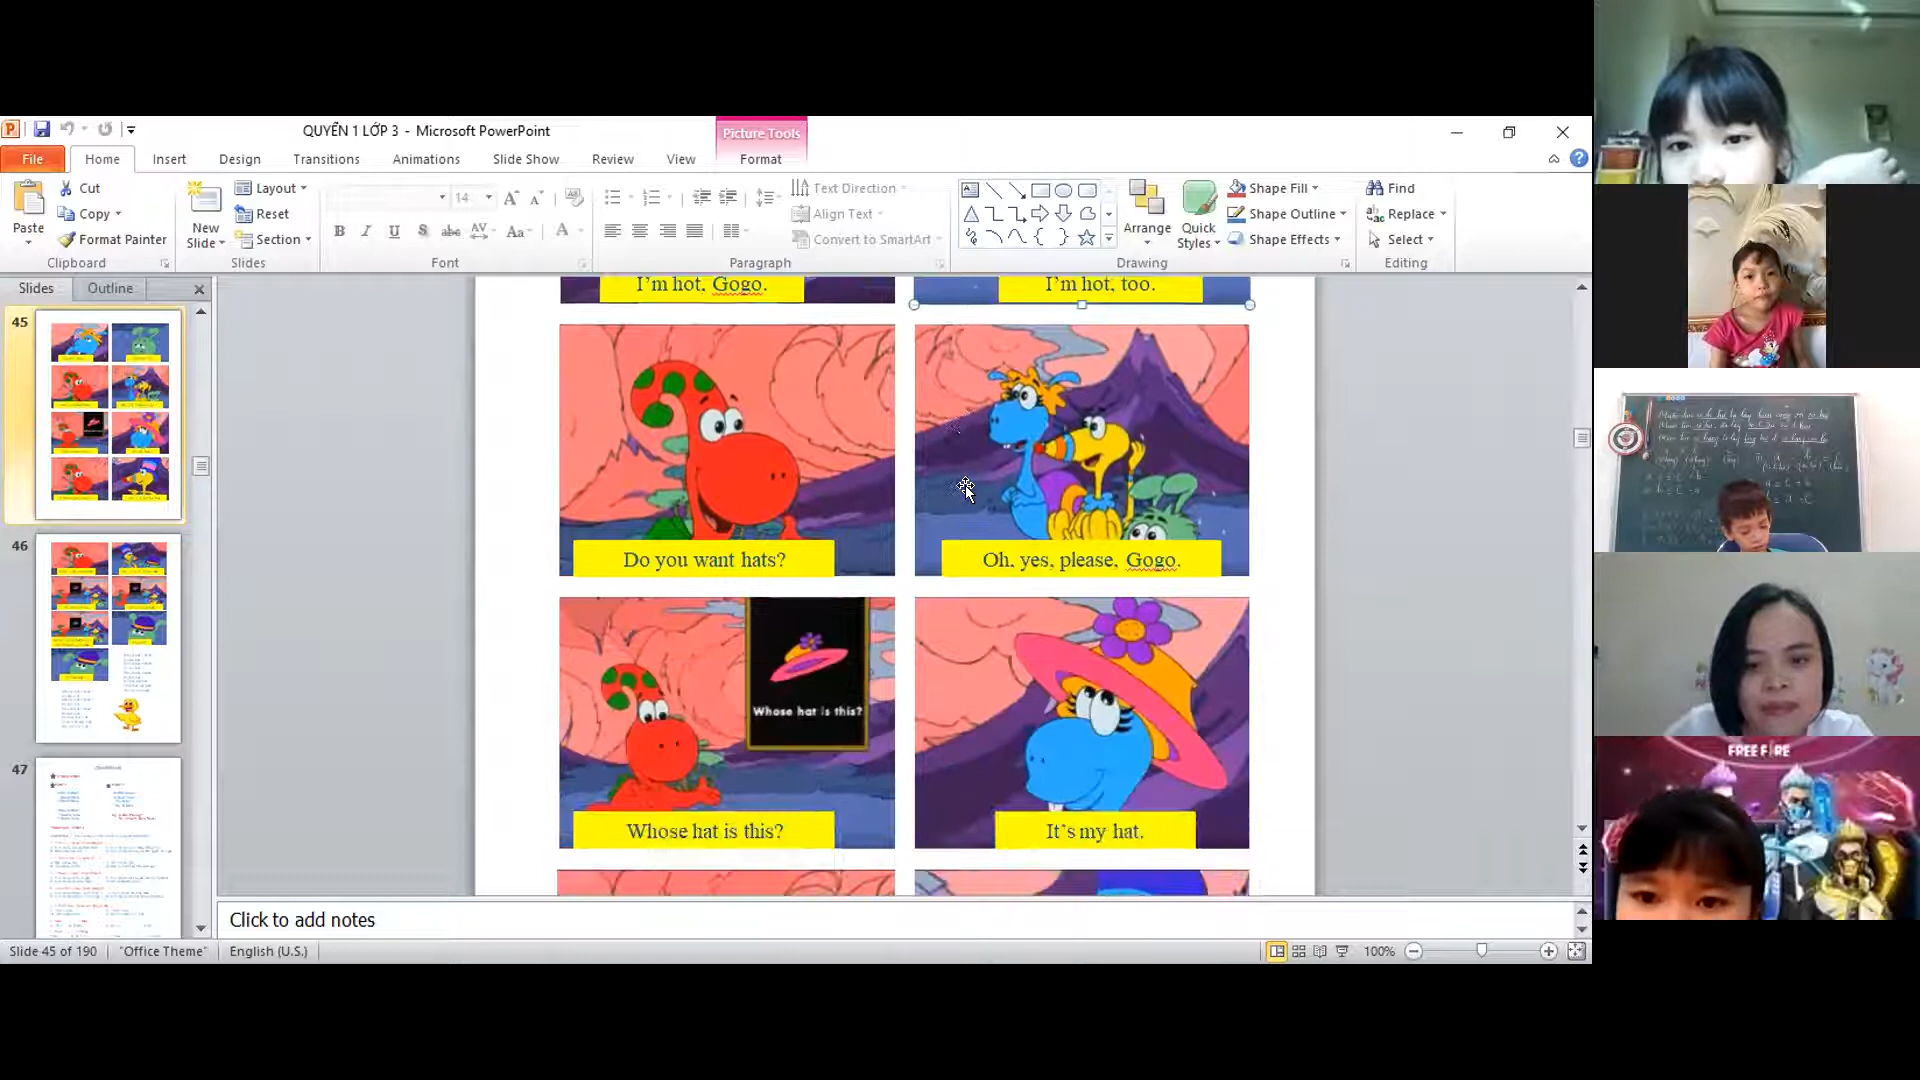 QUYỂN 1 LỚP 3 - Microsoft PowerPoint
Picture Tools
File Home Insert Design Transitions Animations Slide Show Review View Format
Cut
Copy
Format Painter
Paste
Clipboard
New
Slide
Layout
Reset
Section
Slides
14
B I U S abc AV Aa A
Font
Text Direction
Align Text
Convert to SmartArt
Paragraph
Arrange
Quick
Styles
Shape Fill
Shape Outline
Shape Effects
Drawing
Find
Replace
Select
Editing
Slides Outline
45
46
47
I'm hot, Gogo.
I'm hot, too.
Do you want hats?
Oh, yes, please, Gogo.
Whose hat is this?
Whose hat is this?
It's my hat.
Click to add notes
Slide 45 of 190
"Office Theme"
English (U.S.)
100%
FREE FIRE